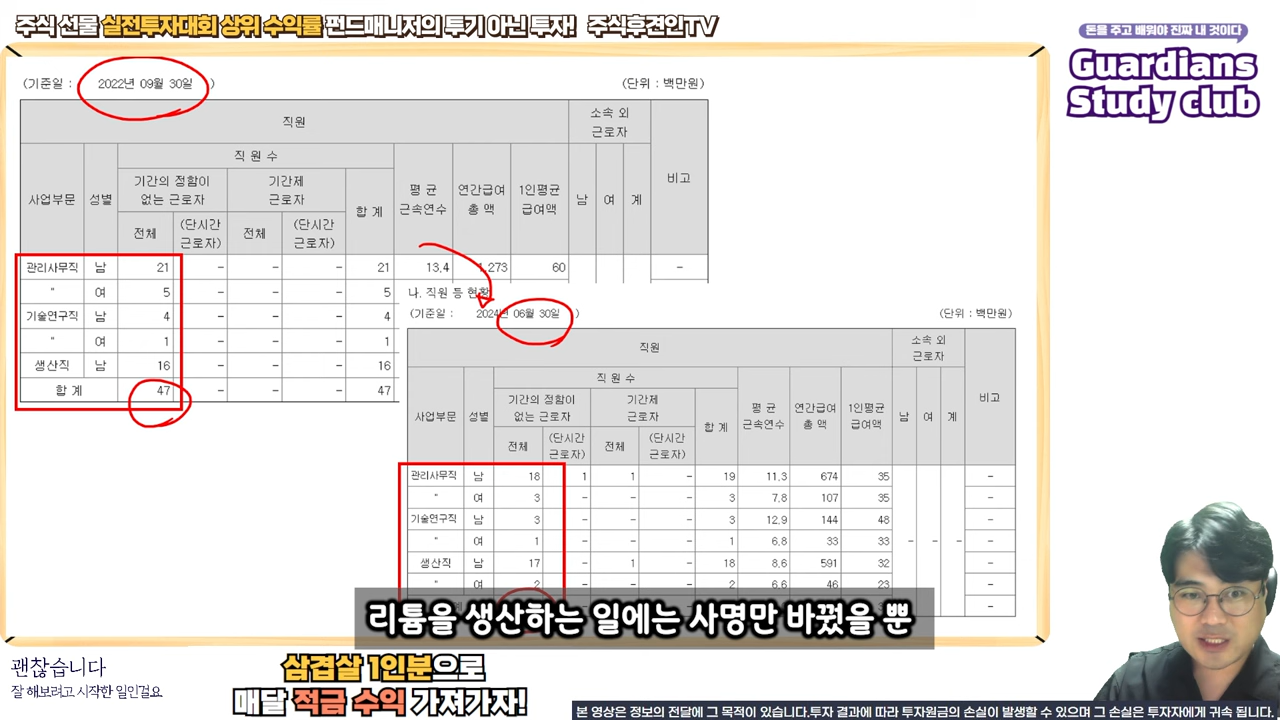 주식 선물 실전투자대회 상위 수익률 펀드매니저의 투기 아닌 투자! 주식후견인TV
돈을 주고 배워야 진짜 내 것이다
Guardians
Study club
(기준일 : 2022년 09월 30일 ) (단위 : 백만원)
직원 소속 외 근로자 비고
사업부문 성별 직 원 수 평 균 근속연수 연간급여 총 액 1인평균 급여액 남 여 계
기간의 정함이 없는 근로자 기간제 근로자 합 계
전체 (단시간 근로자) 전체 (단시간 근로자)
관리사무직 남 21 - - - 21 13.4 1,273 60 -
" 여 5 - - - 5
기술연구직 남 4 - - - 4
" 여 1 - - - 1
생산직 남 16 - - - 16
합 계 47 - - - 47
나. 직원 등 현황
(기준일 : 2024년 06월 30일 ) (단위 : 백만원)
직원 소속 외 근로자 비고
사업부문 성별 직 원 수 평 균 근속연수 연간급여 총 액 1인평균 급여액 남 여 계
기간의 정함이 없는 근로자 기간제 근로자 합 계
전체 (단시간 근로자) 전체 (단시간 근로자)
관리사무직 남 18 1 1 - 19 11.3 674 35 -
" 여 3 - - - 3 7.8 107 35 -
기술연구직 남 3 - - - 3 12.9 144 48 -
" 여 1 - - - 1 6.8 33 33 - - - -
생산직 남 17 - 1 - 18 8.6 591 32 -
" 여 2 - - - 2 6.6 46 23 -
리튬을 생산하는 일에는 사명만 바꿨을 뿐
괜찮습니다
잘 해보려고 시작한 일인걸요
삼겹살 1인분으로
매달 적금 수익 가져가자!
본 영상은 정보의 전달에 그 목적이 있습니다.투자 결과에 따라 투자원금의 손실이 발생할 수 있으며 그 손실은 투자자에게 귀속 됩니다.